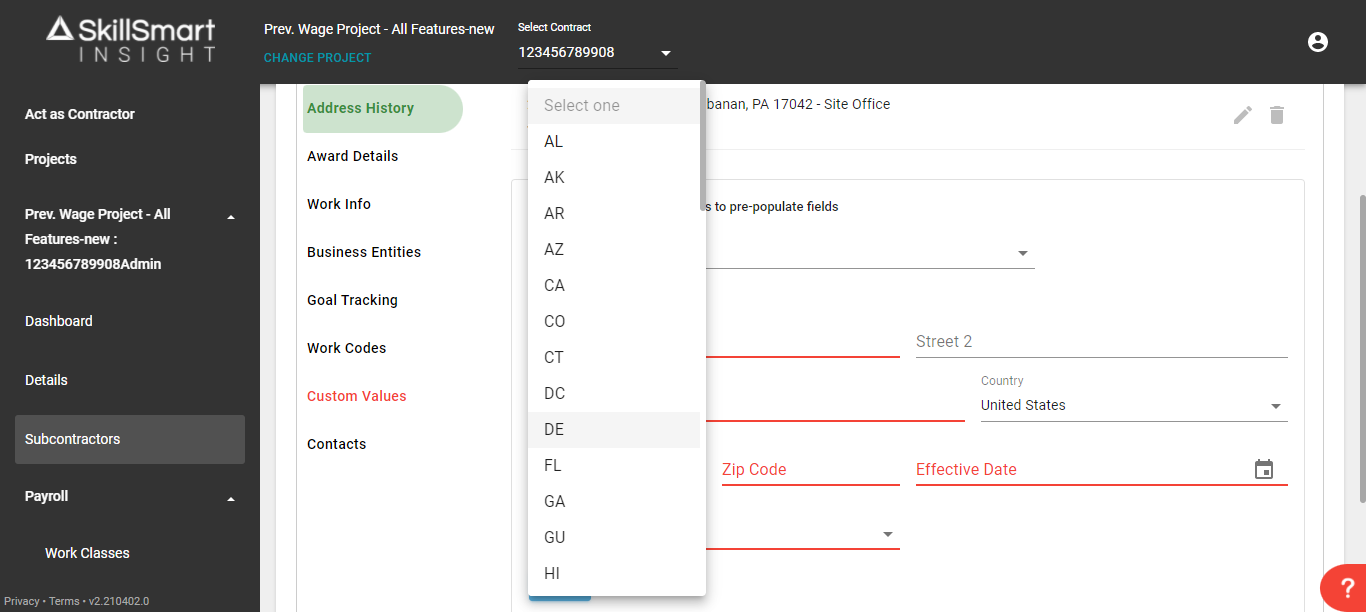 SkillSmart
INSIGHT
Prev. Wage Project - All Features-new
CHANGE PROJECT
Select Contract
123456789908
Act as Contractor
Projects
Prev. Wage Project - All
Features-new :
123456789908Admin
Dashboard
Details
Subcontractors
Payroll
Work Classes
Privacy • Terms • v2.210402.0
Address History
Award Details
Work Info
Business Entities
Goal Tracking
Work Codes
Custom Values
Contacts
Select one
AL
AK
AR
AZ
CA
CO
CT
DC
DE
FL
GA
GU
HI
banan, PA 17042 - Site Office
s to pre-populate fields
Street 2
Country
United States
Zip Code
Effective Date
?